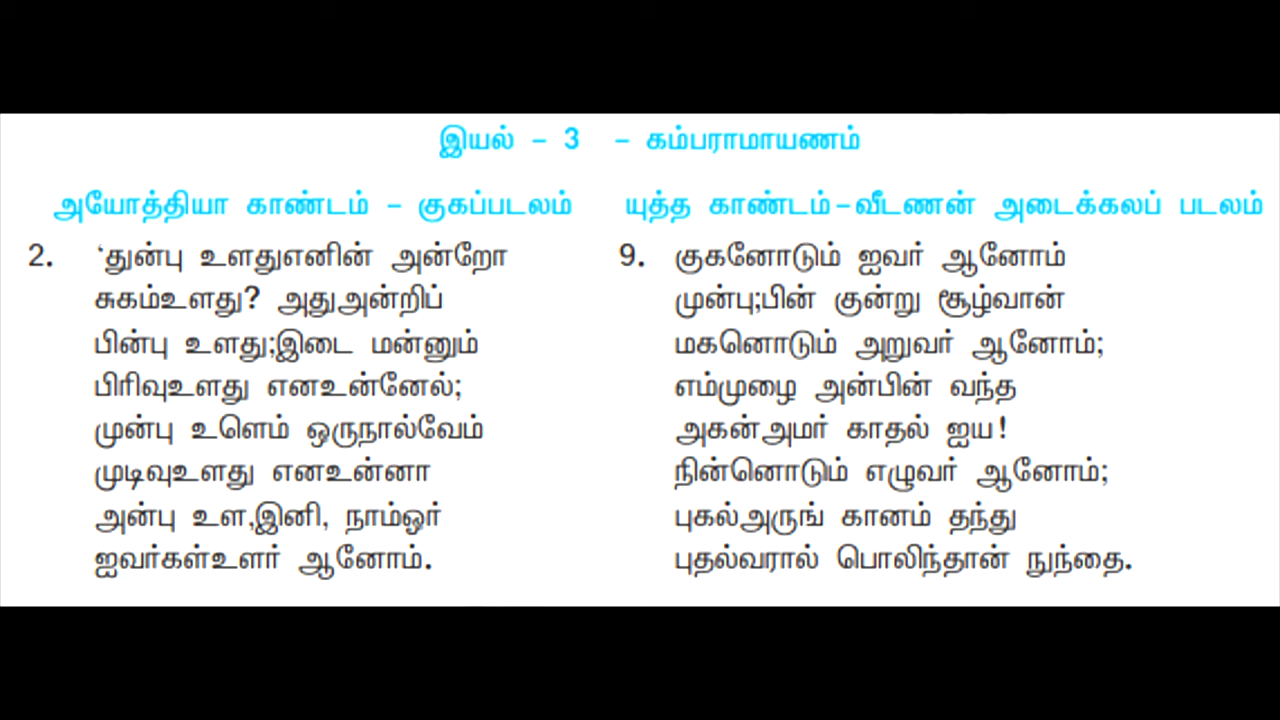 இயல் – 3 – கம்பராமாயணம்
அயோத்தியா காண்டம் – குகப்படலம்
2. ‘துன்பு உளதுஎனின் அன்றோ
சுகம்உளது? அதுஅன்றிப்
பின்பு உளது;இடை மன்னும்
பிரிவுஉளது எனஉன்னேல்;
முன்பு உளெம் ஒருநால்வேம்
முடிவுஉளது எனஉன்னா
அன்பு உள,இனி, நாம்ஓர்
ஐவர்கள்உளர் ஆனோம்.
யுத்த காண்டம்–வீடணன் அடைக்கலப் படலம்
9. குகனோடும் ஐவர் ஆனோம்
முன்பு;பின் குன்று சூழ்வான்
மகனொடும் அறுவர் ஆனோம்;
எம்முழை அன்பின் வந்த
அகன்அமர் காதல் ஐய!
நின்னொடும் எழுவர் ஆனோம்;
புகல்அருங் கானம் தந்து
புதல்வரால் பொலிந்தான் நுந்தை.